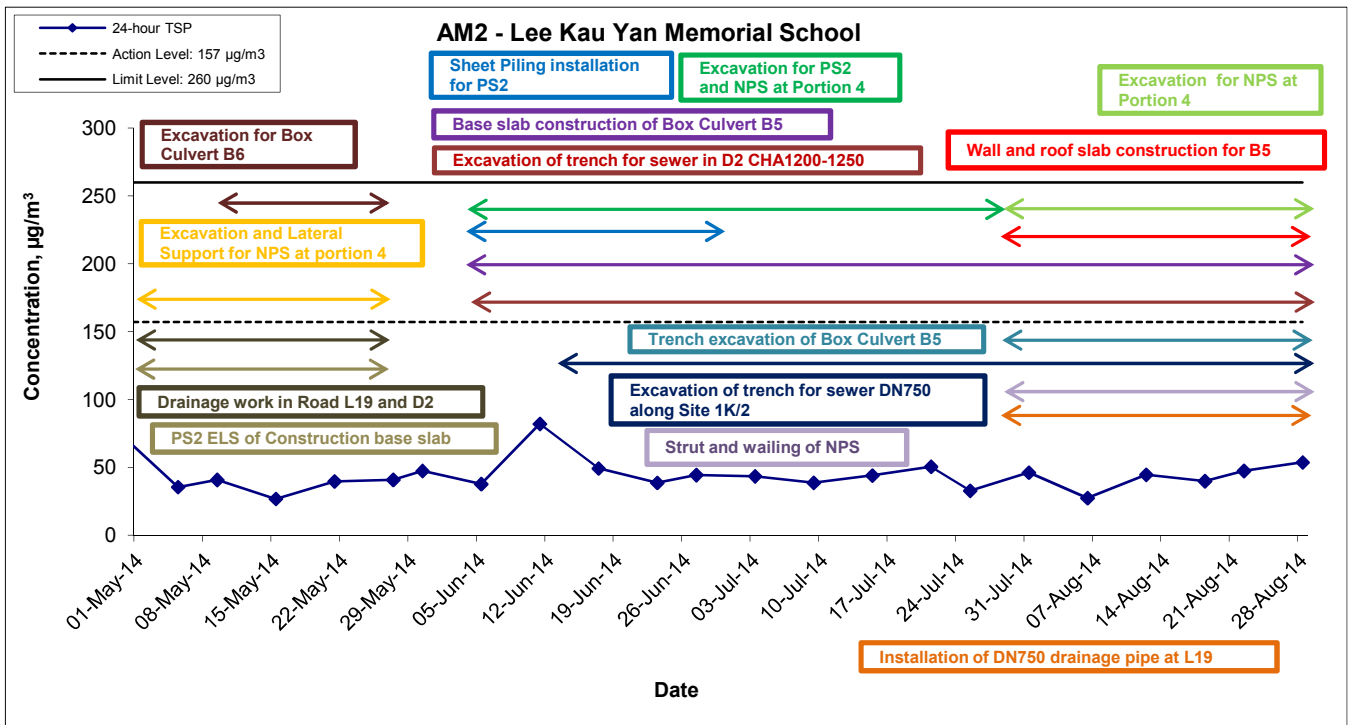 24-hour TSP
Action Level: 157 µg/m3
Limit Level: 260 µg/m3
AM2 - Lee Kau Yan Memorial School
Sheet Piling installation
for PS2
Excavation for PS2
and NPS at Portion 4
Excavation for NPS at
Portion 4
Base slab construction of Box Culvert B5
Excavation for Box
Culvert B6
Excavation of trench for sewer in D2 CHA1200-1250
Wall and roof slab construction for B5
Excavation and Lateral
Support for NPS at portion 4
Trench excavation of Box Culvert B5
Drainage work in Road L19 and D2
Excavation of trench for sewer DN750
along Site 1K/2
PS2 ELS of Construction base slab
Strut and wailing of NPS
Concentration, µg/m³
300
250
200
150
100
50
0
01-May-14
08-May-14
15-May-14
22-May-14
29-May-14
05-Jun-14
12-Jun-14
19-Jun-14
26-Jun-14
03-Jul-14
10-Jul-14
17-Jul-14
24-Jul-14
31-Jul-14
07-Aug-14
14-Aug-14
21-Aug-14
28-Aug-14
Installation of DN750 drainage pipe at L19
Date